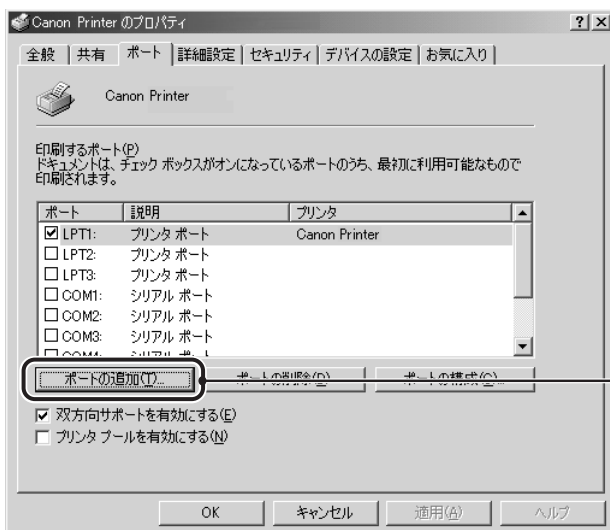 Canon Printer のプロパティ
全般 共有 ポート 詳細設定 セキュリティ デバイスの設定 お気に入り
Canon Printer
印刷するポート(P)
ドキュメントは、チェック ボックスがオンになっているポートのうち、最初に利用可能なもので
印刷されます。
ポート 説明 プリンタ
LPT1: プリンタ ポート Canon Printer
LPT2: プリンタ ポート
LPT3: プリンタ ポート
COM1: シリアル ポート
COM2: シリアル ポート
COM3: シリアル ポート
COM4: シリアル ポート
ポートの追加(T)... ポートの削除(D) ポートの構成(C)...
双方向サポートを有効にする(E)
プリンタ プールを有効にする(N)
OK キャンセル 適用(A) ヘルプ